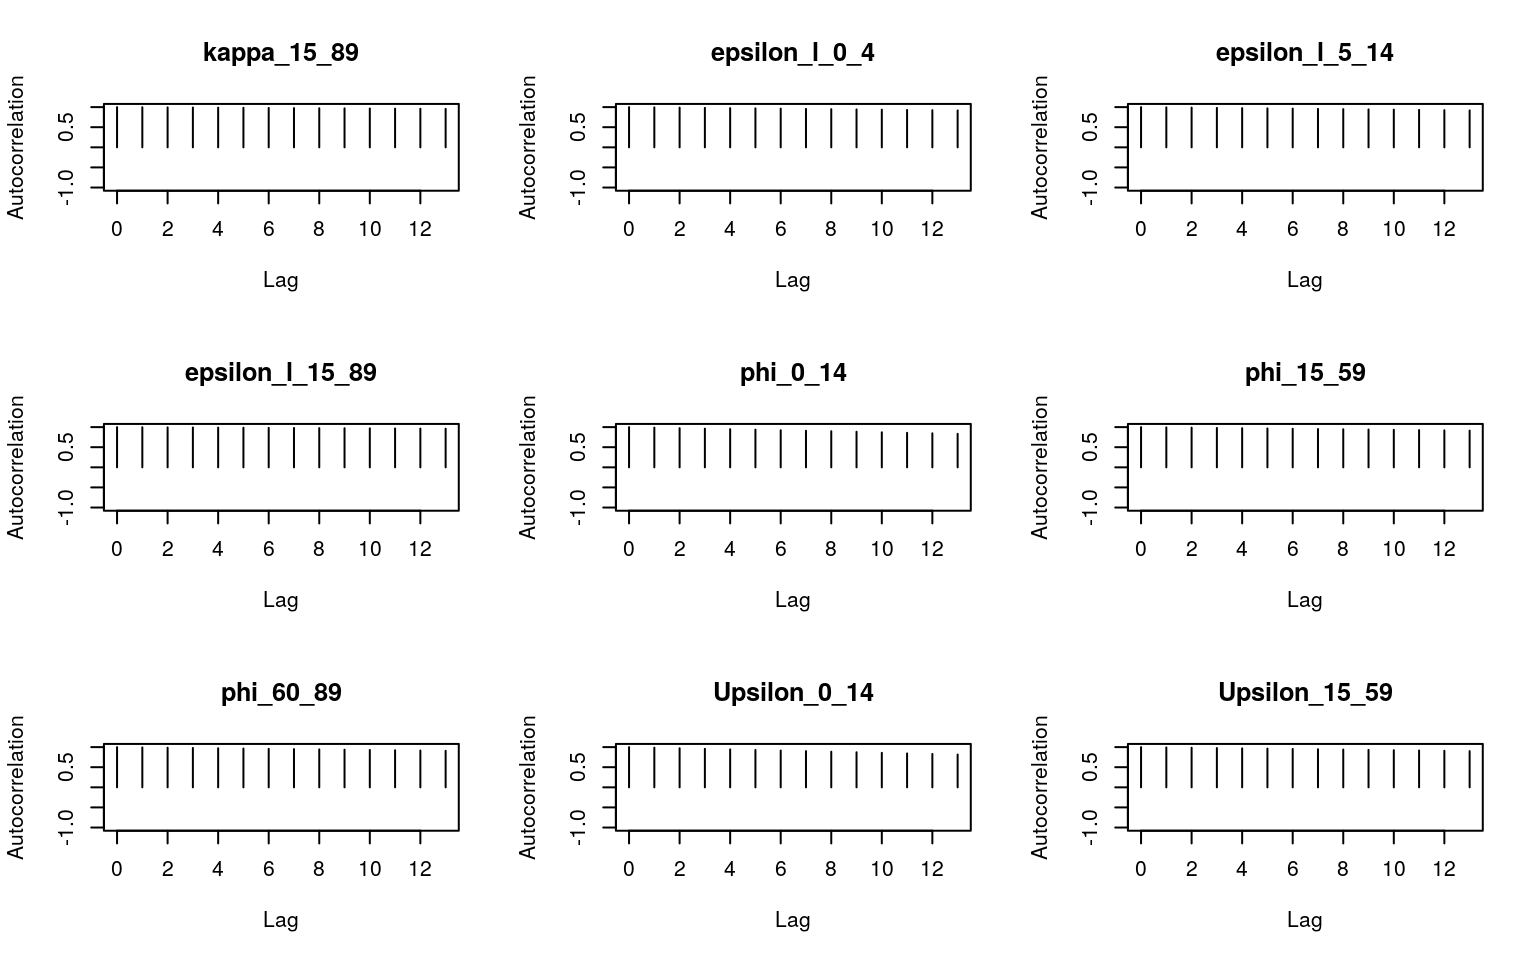 kappa_15_89 epsilon_l_0_4 epsilon_l_5_14
Autocorrelation Autocorrelation Autocorrelation
0.5 0.5 0.5
-1.0 -1.0 -1.0
0 2 4 6 8 10 12 0 2 4 6 8 10 12 0 2 4 6 8 10 12
Lag Lag Lag
epsilon_l_15_89 phi_0_14 phi_15_59
Autocorrelation Autocorrelation Autocorrelation
0.5 0.5 0.5
-1.0 -1.0 -1.0
0 2 4 6 8 10 12 0 2 4 6 8 10 12 0 2 4 6 8 10 12
Lag Lag Lag
phi_60_89 Upsilon_0_14 Upsilon_15_59
Autocorrelation Autocorrelation Autocorrelation
0.5 0.5 0.5
-1.0 -1.0 -1.0
0 2 4 6 8 10 12 0 2 4 6 8 10 12 0 2 4 6 8 10 12
Lag Lag Lag